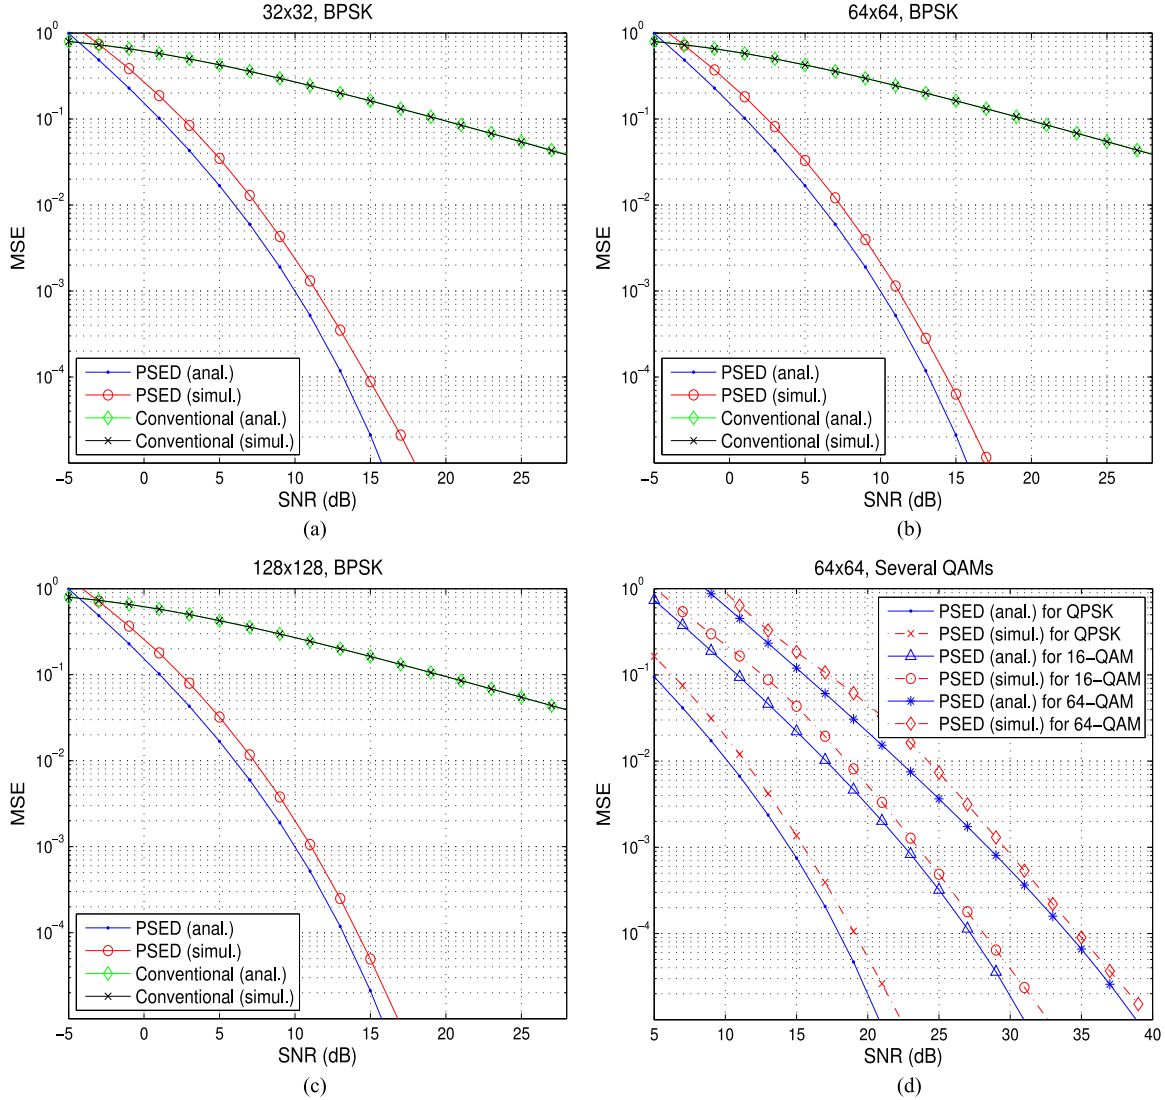 32x32, BPSK
10^0
10^-1
10^-2
10^-3
10^-4
MSE
PSED (anal.)
PSED (simul.)
Conventional (anal.)
Conventional (simul.)
−5 0 5 10 15 20 25
SNR (dB)
(a)
64x64, BPSK
10^0
10^-1
10^-2
10^-3
10^-4
MSE
PSED (anal.)
PSED (simul.)
Conventional (anal.)
Conventional (simul.)
−5 0 5 10 15 20 25
SNR (dB)
(b)
128x128, BPSK
10^0
10^-1
10^-2
10^-3
10^-4
MSE
PSED (anal.)
PSED (simul.)
Conventional (anal.)
Conventional (simul.)
−5 0 5 10 15 20 25
SNR (dB)
(c)
64x64, Several QAMs
10^0
10^-1
10^-2
10^-3
10^-4
MSE
PSED (anal.) for QPSK
PSED (simul.) for QPSK
PSED (anal.) for 16−QAM
PSED (simul.) for 16−QAM
PSED (anal.) for 64−QAM
PSED (simul.) for 64−QAM
5 10 15 20 25 30 35 40
SNR (dB)
(d)